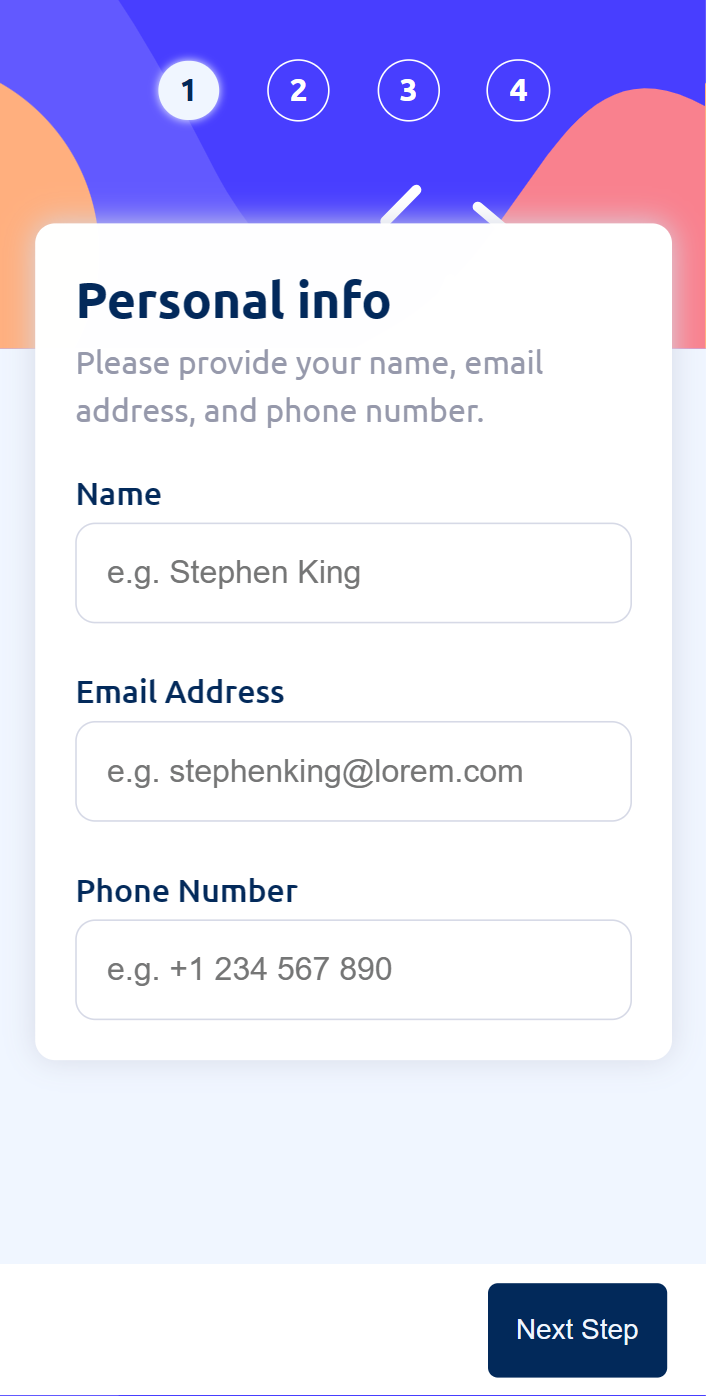 1 2 3 4
Personal info
Please provide your name, email
address, and phone number.
Name
e.g. Stephen King
Email Address
e.g. stephenking@lorem.com
Phone Number
e.g. +1 234 567 890
Next Step